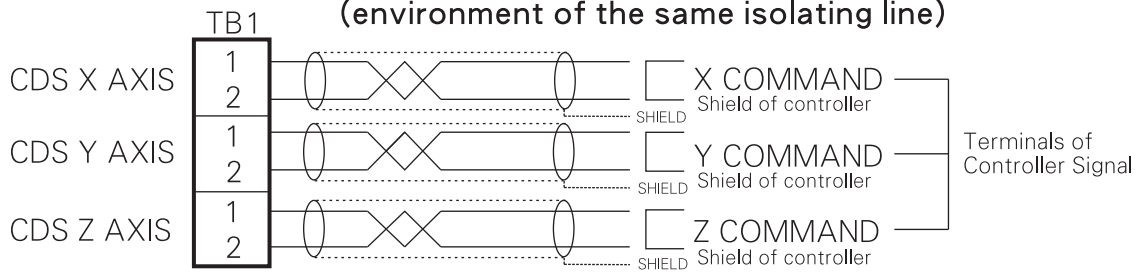 (environment of the same isolating line)
TB1
CDS X AXIS
1
2
SHIELD
X COMMAND
Shield of controller
CDS Y AXIS
1
2
SHIELD
Y COMMAND
Shield of controller
CDS Z AXIS
1
2
SHIELD
Z COMMAND
Shield of controller
Terminals of
Controller Signal